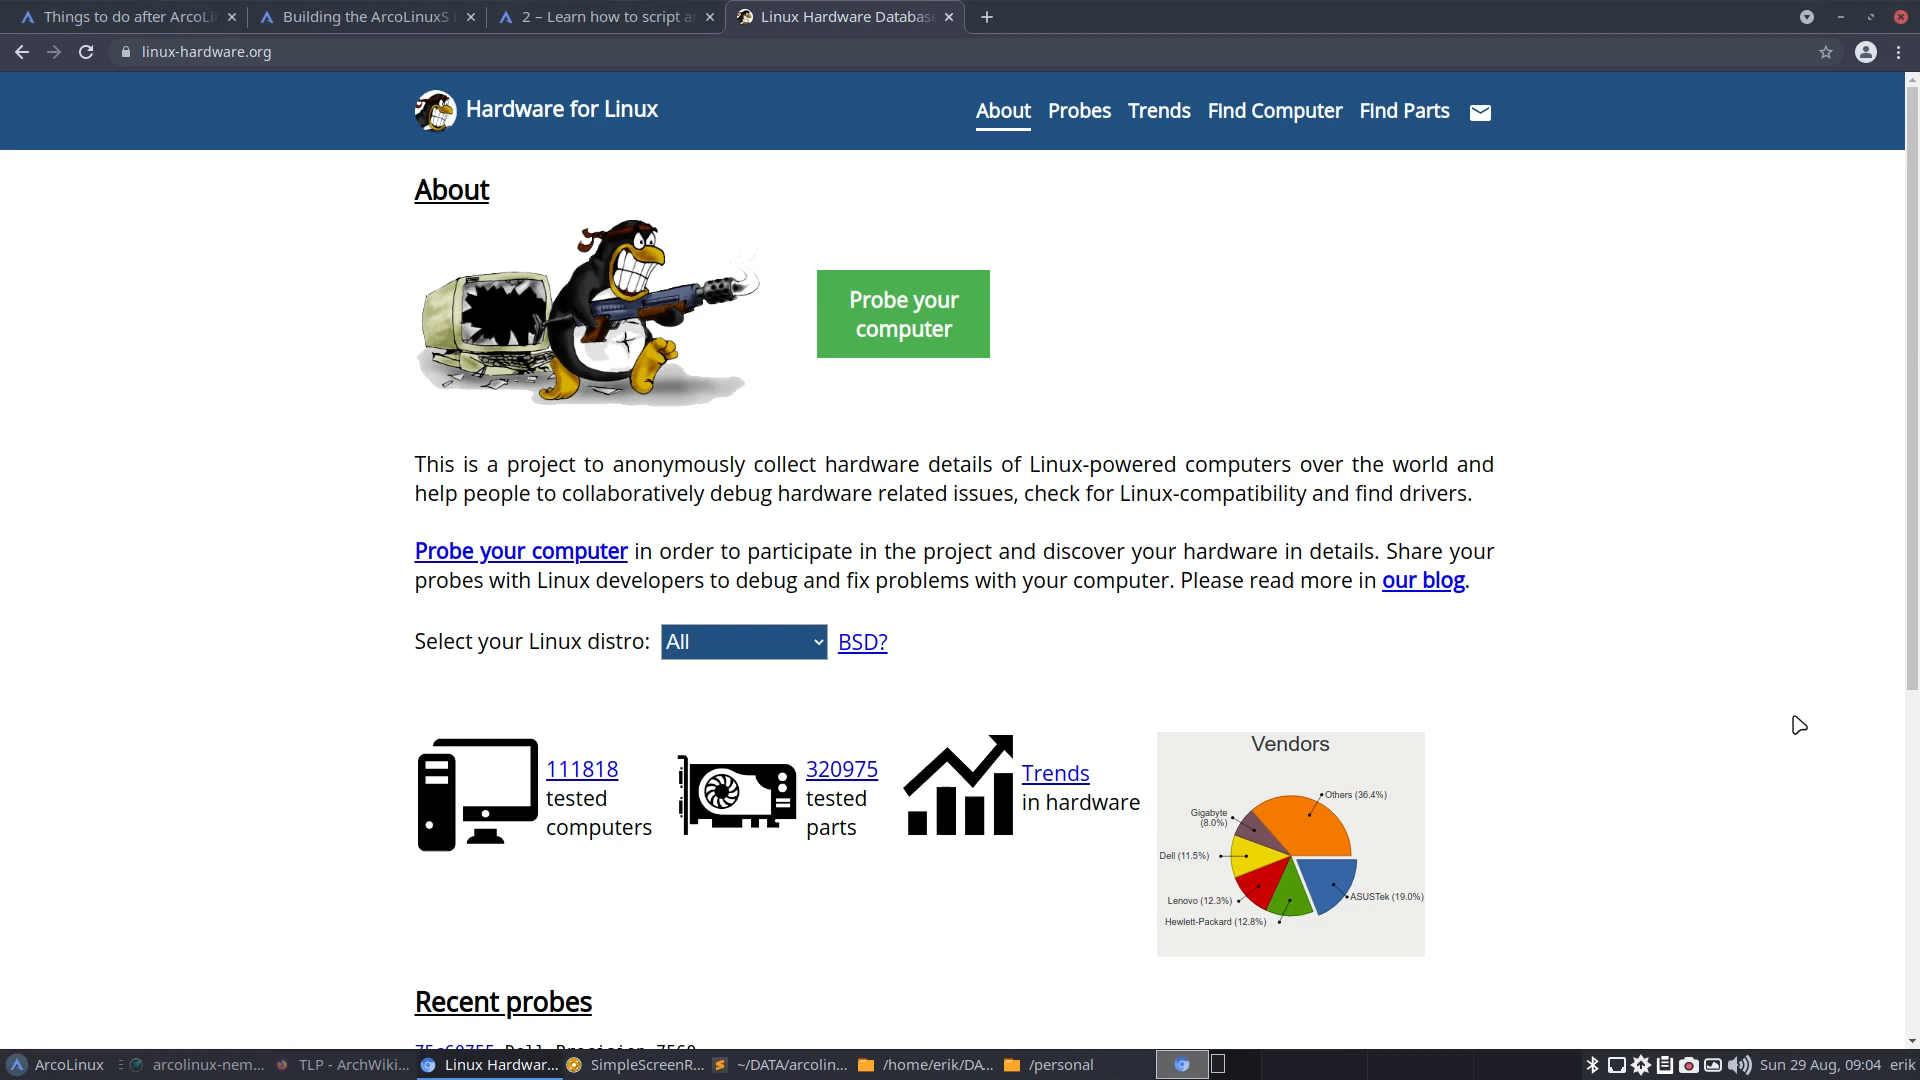 Things to do after ArcoLi
Building the ArcoLinuxS
2 – Learn how to script a
Linux Hardware Database
linux-hardware.org
Hardware for Linux
About
Probes
Trends
Find Computer
Find Parts
About
Probe your
computer
This is a project to anonymously collect hardware details of Linux-powered computers over the world and
help people to collaboratively debug hardware related issues, check for Linux-compatibility and find drivers.
Probe your computer in order to participate in the project and discover your hardware in details. Share your
probes with Linux developers to debug and fix problems with your computer. Please read more in our blog.
Select your Linux distro: All BSD?
111818
tested
computers
320975
tested
parts
Trends
in hardware
Vendors
Others (36.4%)
Gigabyte
(8.0%)
Dell (11.5%)
ASUSTek (19.0%)
Lenovo (12.3%)
Hewlett-Packard (12.8%)
Recent probes
ArcoLinux
arcolinux-nem...
TLP - ArchWiki...
Linux Hardwar...
SimpleScreenR...
~/DATA/arcolin...
/home/erik/DA...
/personal
Sun 29 Aug, 09:04
erik